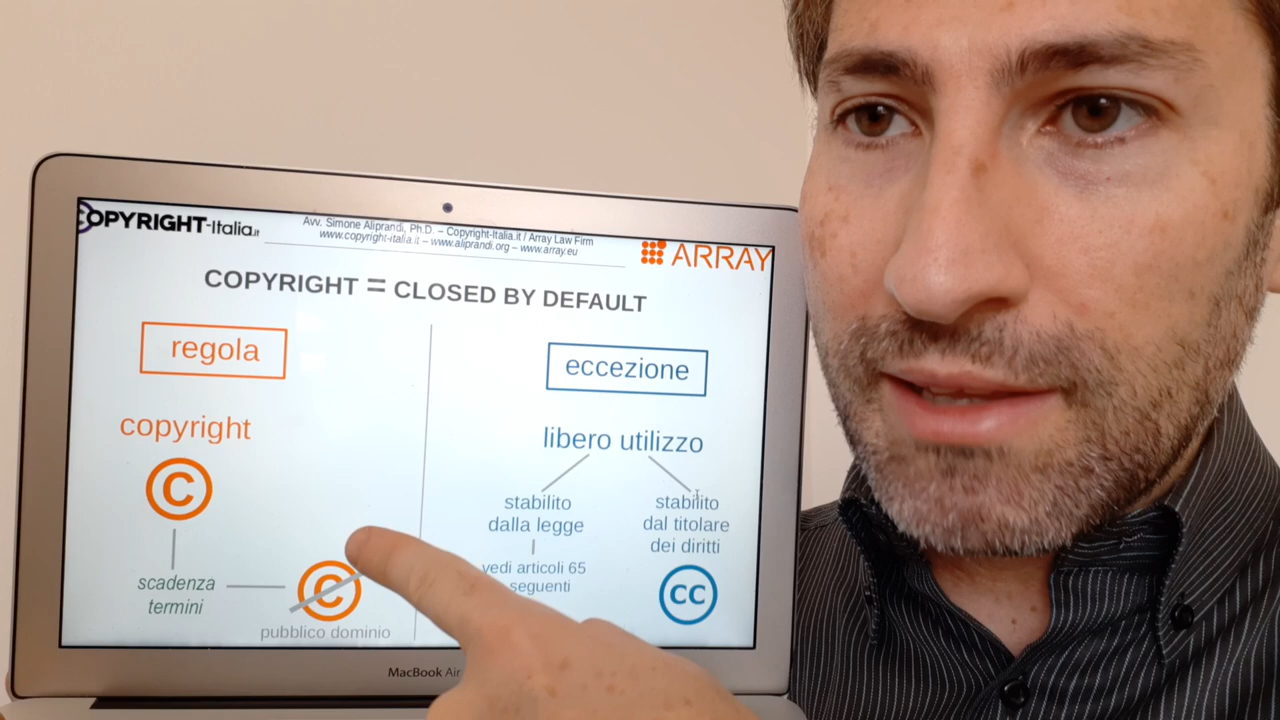 COPYRIGHT-Italia.it
Avv. Simone Aliprandi, Ph.D. – Copyright-Italia.it / Array Law Firm
www.copyright-italia.it – www.aliprandi.org – www.array.eu
ARRAY
COPYRIGHT = CLOSED BY DEFAULT
regola
copyright
C
scadenza
termini
C
pubblico dominio
eccezione
libero utilizzo
stabilito
dalla legge
vedi articoli 65
seguenti
stabilito
dal titolare
dei diritti
CC
MacBook Air